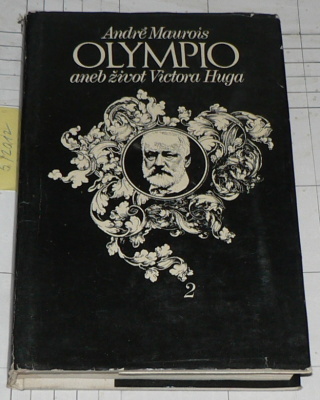 André Maurois
OLYMPIO
aneb život Victora Huga
2